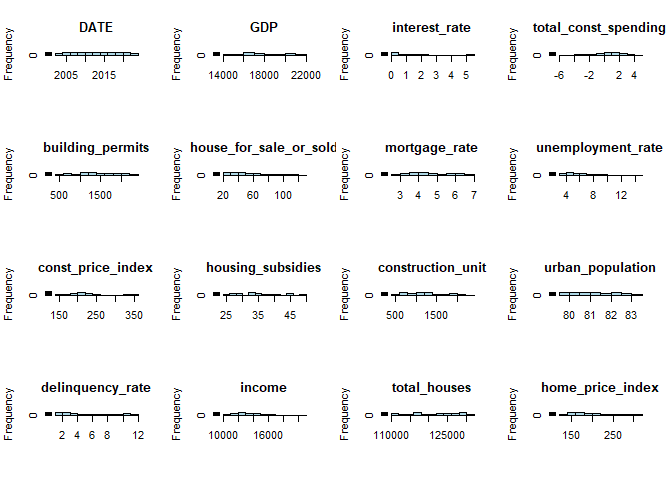 DATE
Frequency
0
2005 2015
GDP
Frequency
0
14000 18000 22000
interest_rate
Frequency
0
0 1 2 3 4 5
total_const_spending
Frequency
0
-6 -2 2 4
building_permits
Frequency
0
500 1500
house_for_sale_or_sold
Frequency
0
20 60 100
mortgage_rate
Frequency
0
3 4 5 6 7
unemployment_rate
Frequency
0
4 8 12
const_price_index
Frequency
0
150 250 350
housing_subsidies
Frequency
0
25 35 45
construction_unit
Frequency
0
500 1500
urban_population
Frequency
0
80 81 82 83
delinquency_rate
Frequency
0
2 4 6 8 12
income
Frequency
0
10000 16000
total_houses
Frequency
0
110000 125000
home_price_index
Frequency
0
150 250